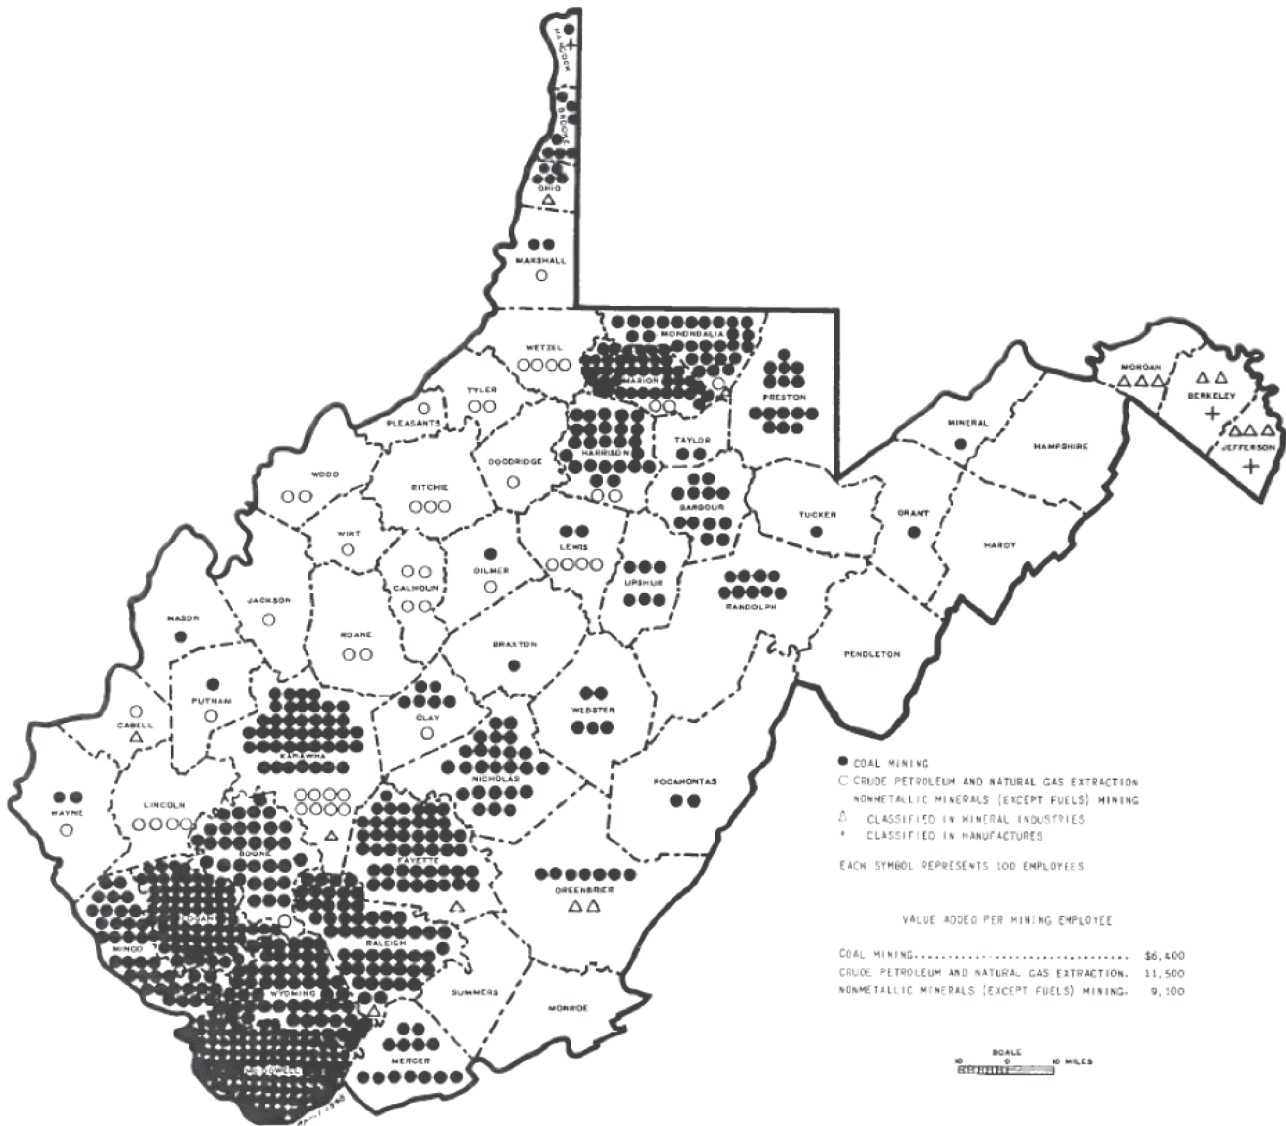 HANCOCK
BROOKE
OHIO
MARSHALL
WETZEL
MONONGALIA
MARION
PRESTON
MORGAN
BERKELEY
JEFFERSON
TYLER
PLEASANTS
TAYLOR
MINERAL
HAMPSHIRE
DODDRIDGE
HARRISON
WOOD
RITCHIE
BARBOUR
TUCKER
GRANT
HARDY
WIRT
LEWIS
GILMER
CALHOUN
UPSHUR
RANDOLPH
JACKSON
MASON
ROANE
BRAXTON
PENDLETON
PUTNAM
CABELL
CLAY
WEBSTER
KANAWHA
NICHOLAS
POCAHONTAS
WAYNE
LINCOLN
BOONE
FAYETTE
GREENBRIER
LOGAN
MINGO
RALEIGH
WYOMING
SUMMERS
MONROE
MERCER
MC DOWELL
COAL MINING
CRUDE PETROLEUM AND NATURAL GAS EXTRACTION
NONMETALLIC MINERALS (EXCEPT FUELS) MINING
CLASSIFIED IN MINERAL INDUSTRIES
CLASSIFIED IN MANUFACTURES
EACH SYMBOL REPRESENTS 100 EMPLOYEES
VALUE ADDED PER MINING EMPLOYEE
COAL MINING............................... $6,400
CRUDE PETROLEUM AND NATURAL GAS EXTRACTION. 11,500
NONMETALLIC MINERALS (EXCEPT FUELS) MINING. 9,100
SCALE
10 0 10 MILES